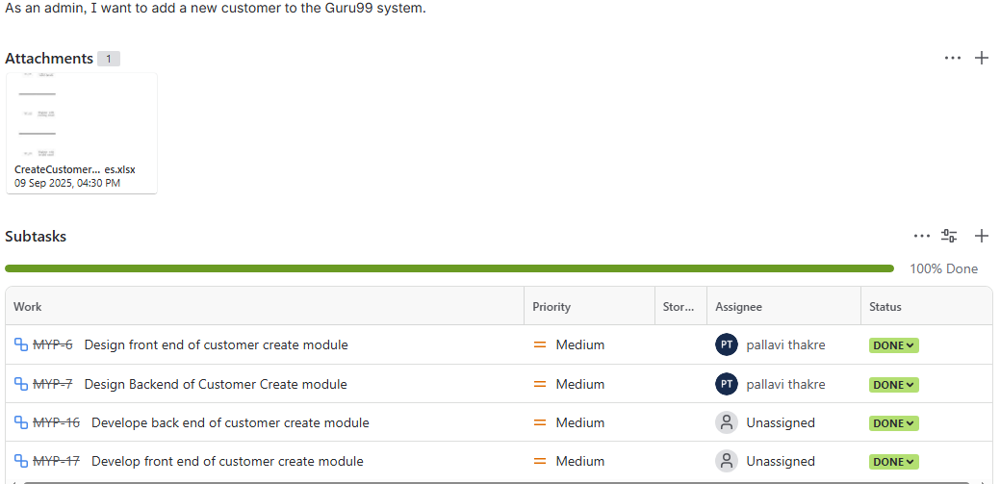 As an admin, I want to add a new customer to the Guru99 system.
Attachments 1
CreateCustomer... es.xlsx
09 Sep 2025, 04:30 PM
Subtasks
100% Done
Work Priority Stor... Assignee Status
MYP-6 Design front end of customer create module Medium PT pallavi thakre DONE
MYP-7 Design Backend of Customer Create module Medium PT pallavi thakre DONE
MYP-16 Develope back end of customer create module Medium Unassigned DONE
MYP-17 Develop front end of customer create module Medium Unassigned DONE